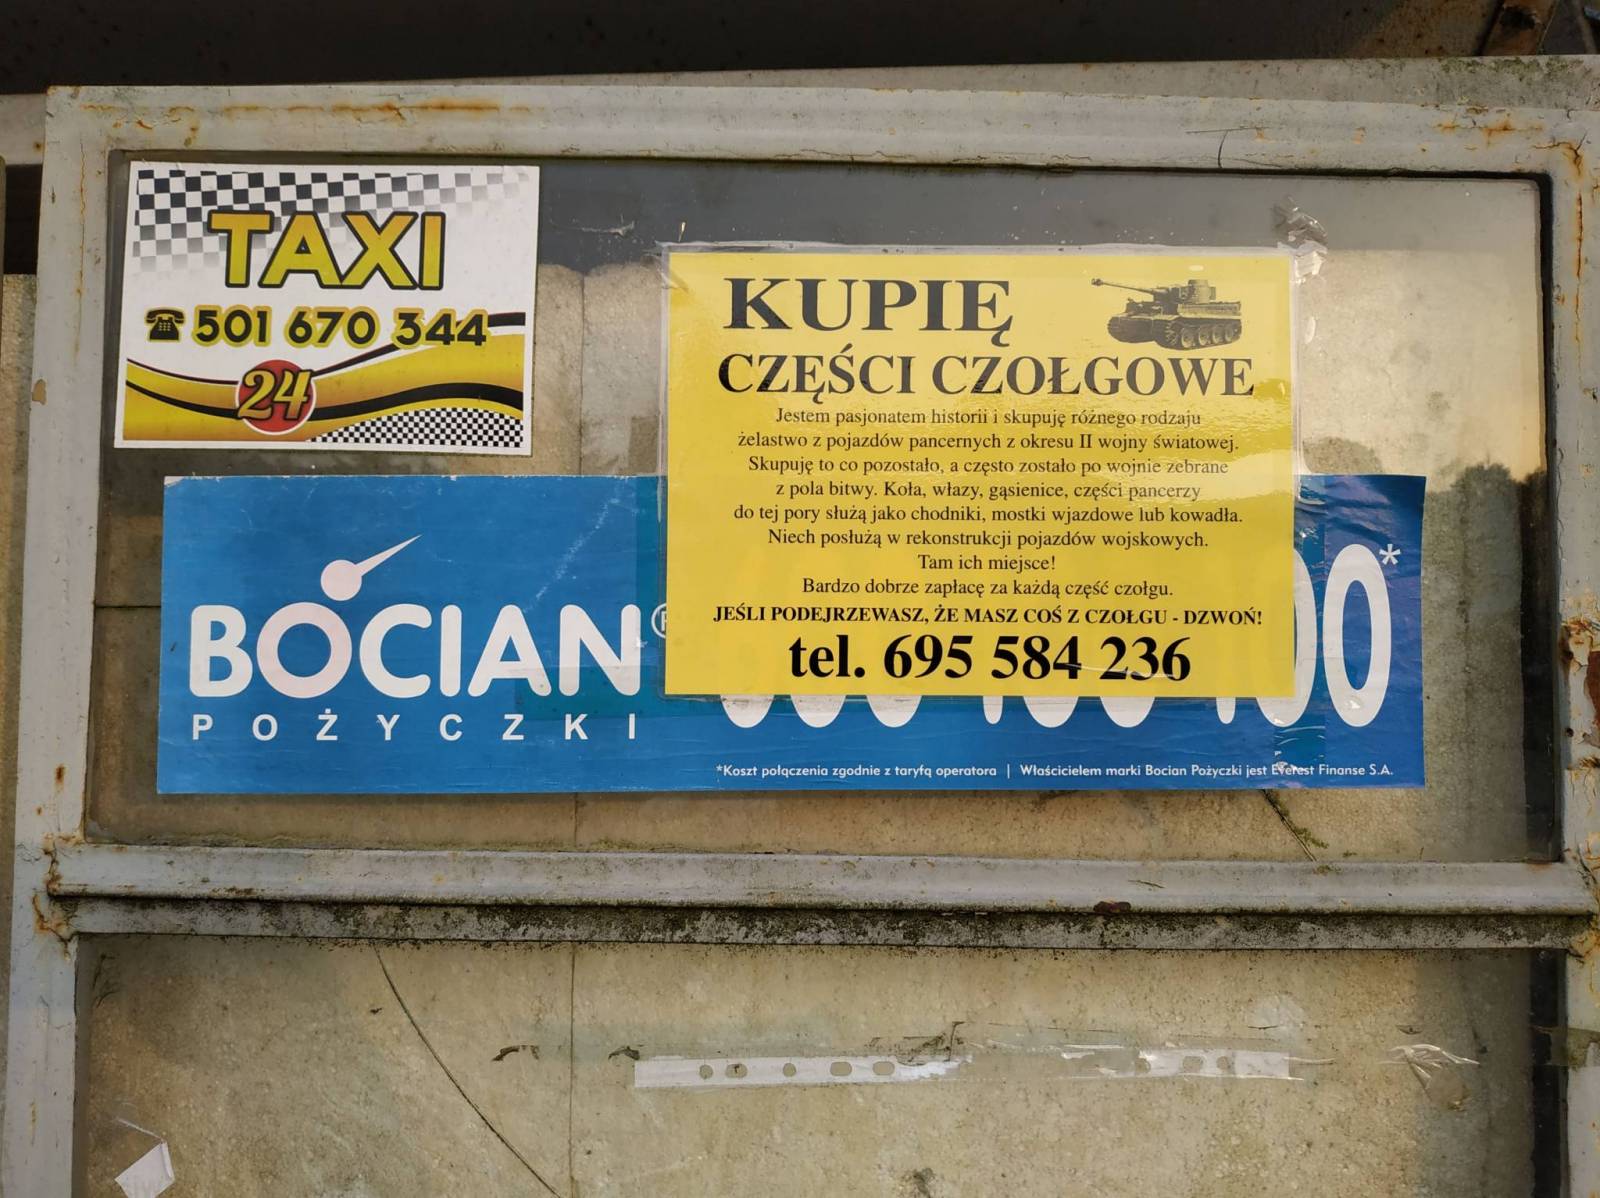 TAXI
501 670 344
24
KUPIĘ
CZĘŚCI CZOŁGOWE
Jestem pasjonatem historii i skupuję różnego rodzaju
żelastwo z pojazdów pancernych z okresu II wojny światowej.
Skupuję to co pozostało, a często zostało po wojnie zebrane
z pola bitwy. Koła, włazy, gąsienice, części pancerzy
do tej pory służą jako chodniki, mostki wjazdowe lub kowadła.
Niech posłużą w rekonstrukcji pojazdów wojskowych.
Tam ich miejsce!
Bardzo dobrze zapłacę za każdą część czołgu.
JEŚLI PODEJRZEWASZ, ŻE MASZ COŚ Z CZOŁGU - DZWOŃ!
tel. 695 584 236
BOCIAN®
POŻYCZKI
*Koszt połączenia zgodnie z taryfą operatora | Właścicielem marki Bocian Pożyczki jest Everest Finanse S.A.